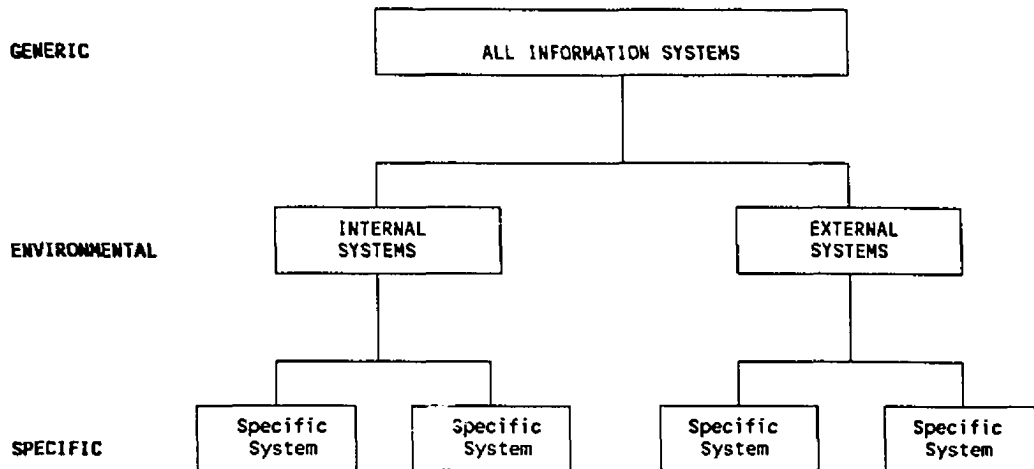 GENERIC
ALL INFORMATION SYSTEMS
ENVIRONMENTAL
INTERNAL
SYSTEMS
EXTERNAL
SYSTEMS
SPECIFIC
Specific
System
Specific
System
Specific
System
Specific
System